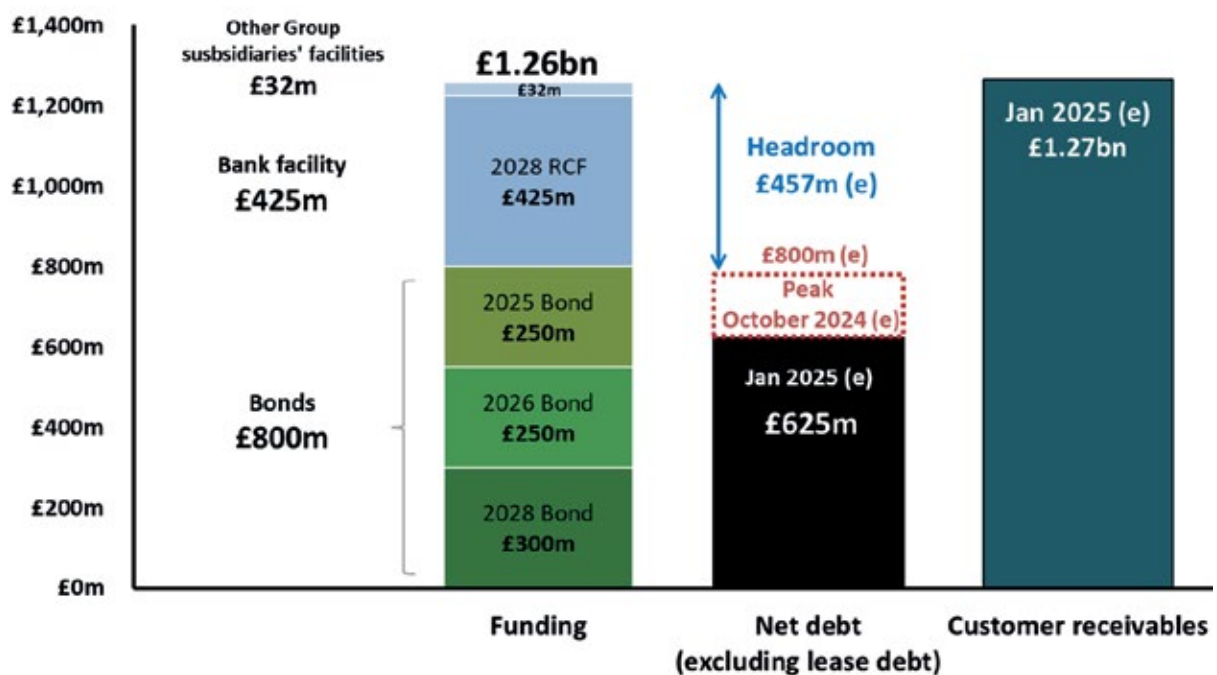 £1,400m
£1,200m
£1,000m
£800m
£600m
£400m
£200m
£0m
Other Group
susbsidiaries' facilities
£32m
Bank facility
£425m
Bonds
£800m
£1.26bn
£32m
2028 RCF
£425m
2025 Bond
£250m
2026 Bond
£250m
2028 Bond
£300m
Headroom
£457m (e)
£800m (e)
Peak
October 2024 (e)
Jan 2025 (e)
£625m
Jan 2025 (e)
£1.27bn
Funding
Net debt
(excluding lease debt)
Customer receivables